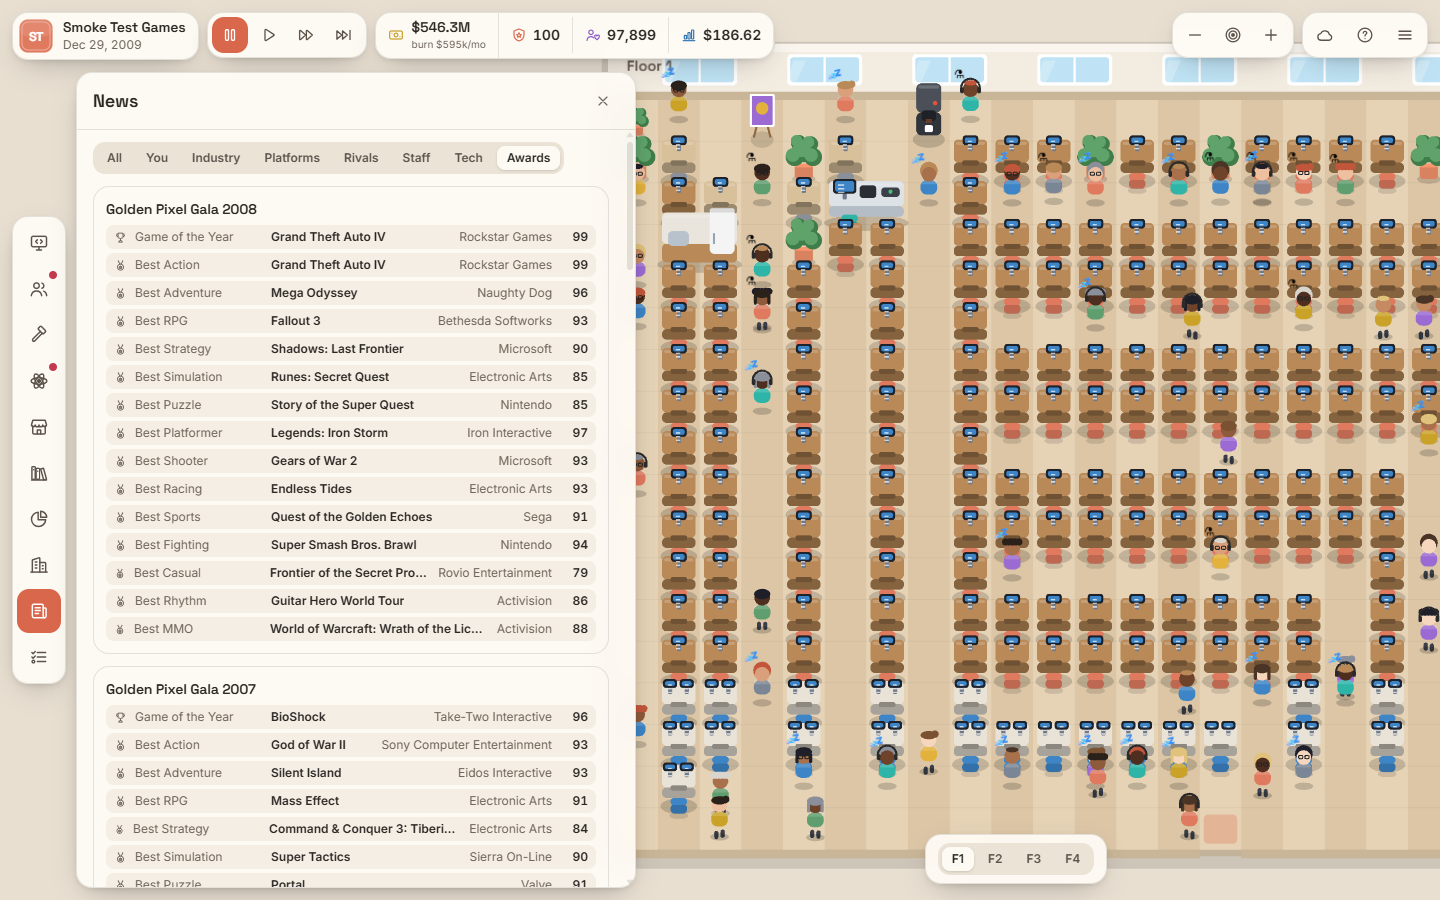 ST
Smoke Test Games
Dec 29, 2009
$546.3M
burn $595k/mo
100
97,899
$186.62
Floor 1
News
All You Industry Platforms Rivals Staff Tech Awards
Golden Pixel Gala 2008
Game of the Year Grand Theft Auto IV Rockstar Games 99
Best Action Grand Theft Auto IV Rockstar Games 99
Best Adventure Mega Odyssey Naughty Dog 96
Best RPG Fallout 3 Bethesda Softworks 93
Best Strategy Shadows: Last Frontier Microsoft 90
Best Simulation Runes: Secret Quest Electronic Arts 85
Best Puzzle Story of the Super Quest Nintendo 85
Best Platformer Legends: Iron Storm Iron Interactive 97
Best Shooter Gears of War 2 Microsoft 93
Best Racing Endless Tides Electronic Arts 93
Best Sports Quest of the Golden Echoes Sega 91
Best Fighting Super Smash Bros. Brawl Nintendo 94
Best Casual Frontier of the Secret Pro... Rovio Entertainment 79
Best Rhythm Guitar Hero World Tour Activision 86
Best MMO World of Warcraft: Wrath of the Lic... Activision 88
Golden Pixel Gala 2007
Game of the Year BioShock Take-Two Interactive 96
Best Action God of War II Sony Computer Entertainment 93
Best Adventure Silent Island Eidos Interactive 93
Best RPG Mass Effect Electronic Arts 91
Best Strategy Command & Conquer 3: Tiberi... Electronic Arts 84
Best Simulation Super Tactics Sierra On-Line 90
Best Puzzle Portal Valve 91
F1 F2 F3 F4